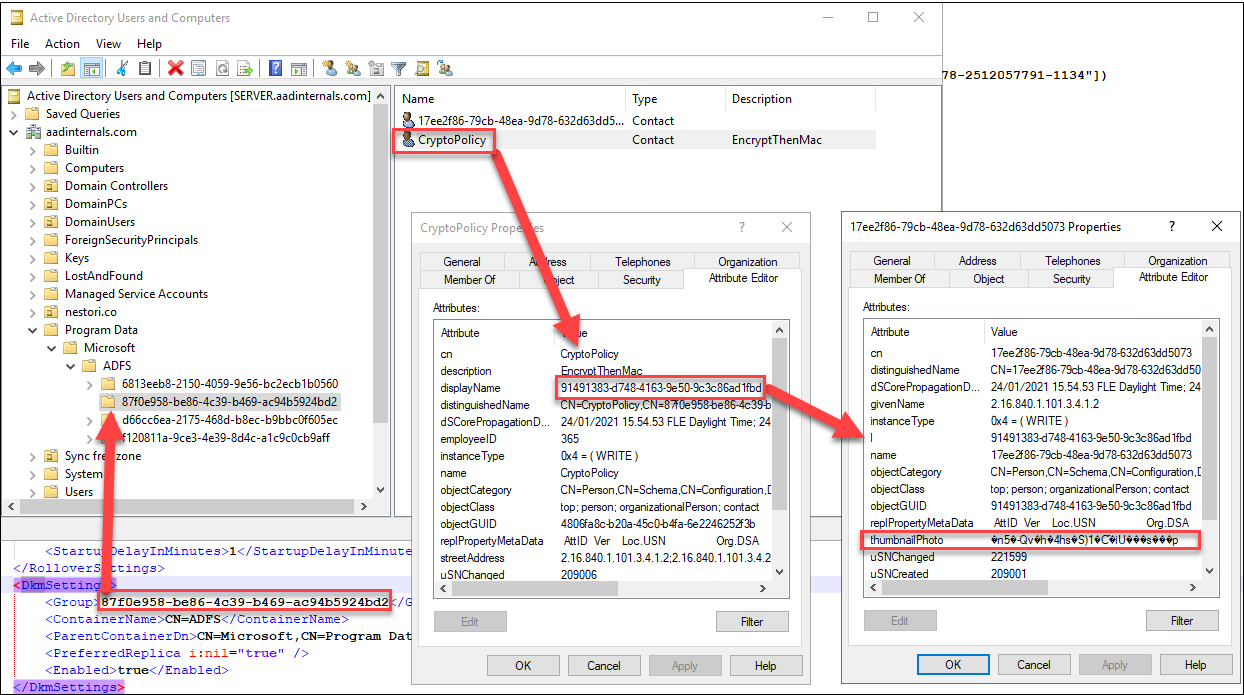 Active Directory Users and Computers
File Action View Help
78-2512057791-1134"])
Active Directory Users and Computers [SERVER.aadinternals.com]
Saved Queries
aadinternals.com
Builtin
Computers
Domain Controllers
DomainPCs
DomainUsers
ForeignSecurityPrincipals
Keys
LostAndFound
Managed Service Accounts
nestori.co
Program Data
Microsoft
ADFS
6813eeb8-2150-4059-9e56-bc2ecb1b0560
87f0e958-be86-4c39-b469-ac94b5924bd2
d66cc6ea-2175-468d-b8ec-b9bbc0f605ec
f120811a-9ce3-4e39-8d4c-a1c9c0cb9aff
Sync freezone
System
Users
Name Type Description
17ee2f86-79cb-48ea-9d78-632d63dd5... Contact
CryptoPolicy Contact EncryptThenMac
CryptoPolicy Properties
General Address Telephones Organization
Member Of Object Security Attribute Editor
Attributes:
Attribute Value
cn CryptoPolicy
description EncryptThenMac
displayName 91491383-d748-4163-9e50-9c3c86ad1fbd
distinguishedName CN=CryptoPolicy,CN=87f0e958-be86-4c39-b
dSCorePropagationD... 24/01/2021 15.54.53 FLE Daylight Time; 24
employeeID 365
instanceType 0x4 = ( WRITE )
name CryptoPolicy
objectCategory CN=Person,CN=Schema,CN=Configuration,D
objectClass top; person; organizationalPerson; contact
objectGUID 4806fa8c-b20a-45c0-b4fa-6e2246252f3b
replPropertyMetaData AttID Ver Loc.USN Org.DSA
streetAddress 2.16.840.1.101.3.4.1.2;2.16.840.1.101.3.4.2
uSNChanged 209006
Edit Filter
OK Cancel Apply Help
17ee2f86-79cb-48ea-9d78-632d63dd5073 Properties
General Address Telephones Organization
Member Of Object Security Attribute Editor
Attributes:
Attribute Value
cn 17ee2f86-79cb-48ea-9d78-632d63dd5073
distinguishedName CN=17ee2f86-79cb-48ea-9d78-632d63dd50
dSCorePropagationD... 24/01/2021 15.54.53 FLE Daylight Time; 24
givenName 2.16.840.1.101.3.4.1.2
instanceType 0x4 = ( WRITE )
l 91491383-d748-4163-9e50-9c3c86ad1fbd
name 17ee2f86-79cb-48ea-9d78-632d63dd5073
objectCategory CN=Person,CN=Schema,CN=Configuration,D
objectClass top; person; organizationalPerson; contact
objectGUID 91491383-d748-4163-9e50-9c3c86ad1fbd
replPropertyMetaData AttID Ver Loc.USN Org.DSA
thumbnailPhoto
uSNChanged 221599
uSNCreated 209001
Edit Filter
OK Cancel Apply Help
<StartupDelayInMinutes>1</StartupDelayInMinutes>
</RolloverSettings>
<DkmSettings>
<Group>87f0e958-be86-4c39-b469-ac94b5924bd2</G
<ContainerName>CN=ADFS</ContainerName>
<ParentContainerDn>CN=Microsoft,CN=Program Dat
<PreferredReplica i:nil="true" />
<Enabled>true</Enabled>
</DkmSettings>